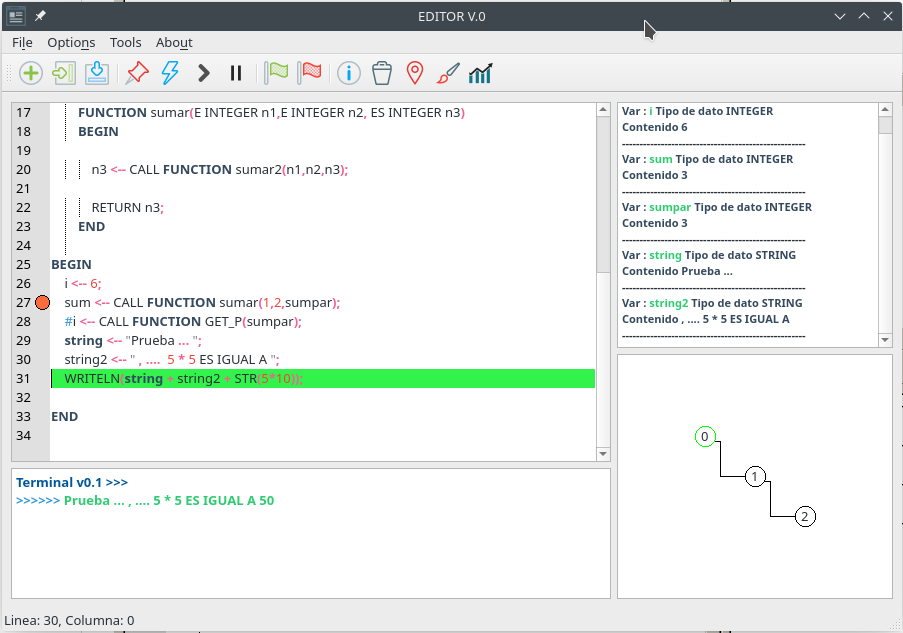 EDITOR V.0
File Options Tools About
17 FUNCTION sumar(E INTEGER n1,E INTEGER n2, ES INTEGER n3)
18 BEGIN
19
20 n3 <-- CALL FUNCTION sumar2(n1,n2,n3);
21
22 RETURN n3;
23 END
24
25 BEGIN
26 i <-- 6;
27 sum <-- CALL FUNCTION sumar(1,2,sumpar);
28 #i <-- CALL FUNCTION GET_P(sumpar);
29 string <-- "Prueba ... ";
30 string2 <-- " , .... 5 * 5 ES IGUAL A ";
31 WRITELN(string + string2 + STR(5*10));
32
33 END
34
Var : i Tipo de dato INTEGER
Contenido 6
----------------------------------------------------
Var : sum Tipo de dato INTEGER
Contenido 3
----------------------------------------------------
Var : sumpar Tipo de dato INTEGER
Contenido 3
----------------------------------------------------
Var : string Tipo de dato STRING
Contenido Prueba ...
----------------------------------------------------
Var : string2 Tipo de dato STRING
Contenido , .... 5 * 5 ES IGUAL A
----------------------------------------------------
Terminal v0.1 >>>
>>>>>> Prueba ... , .... 5 * 5 ES IGUAL A 50
0
1
2
Linea: 30, Columna: 0